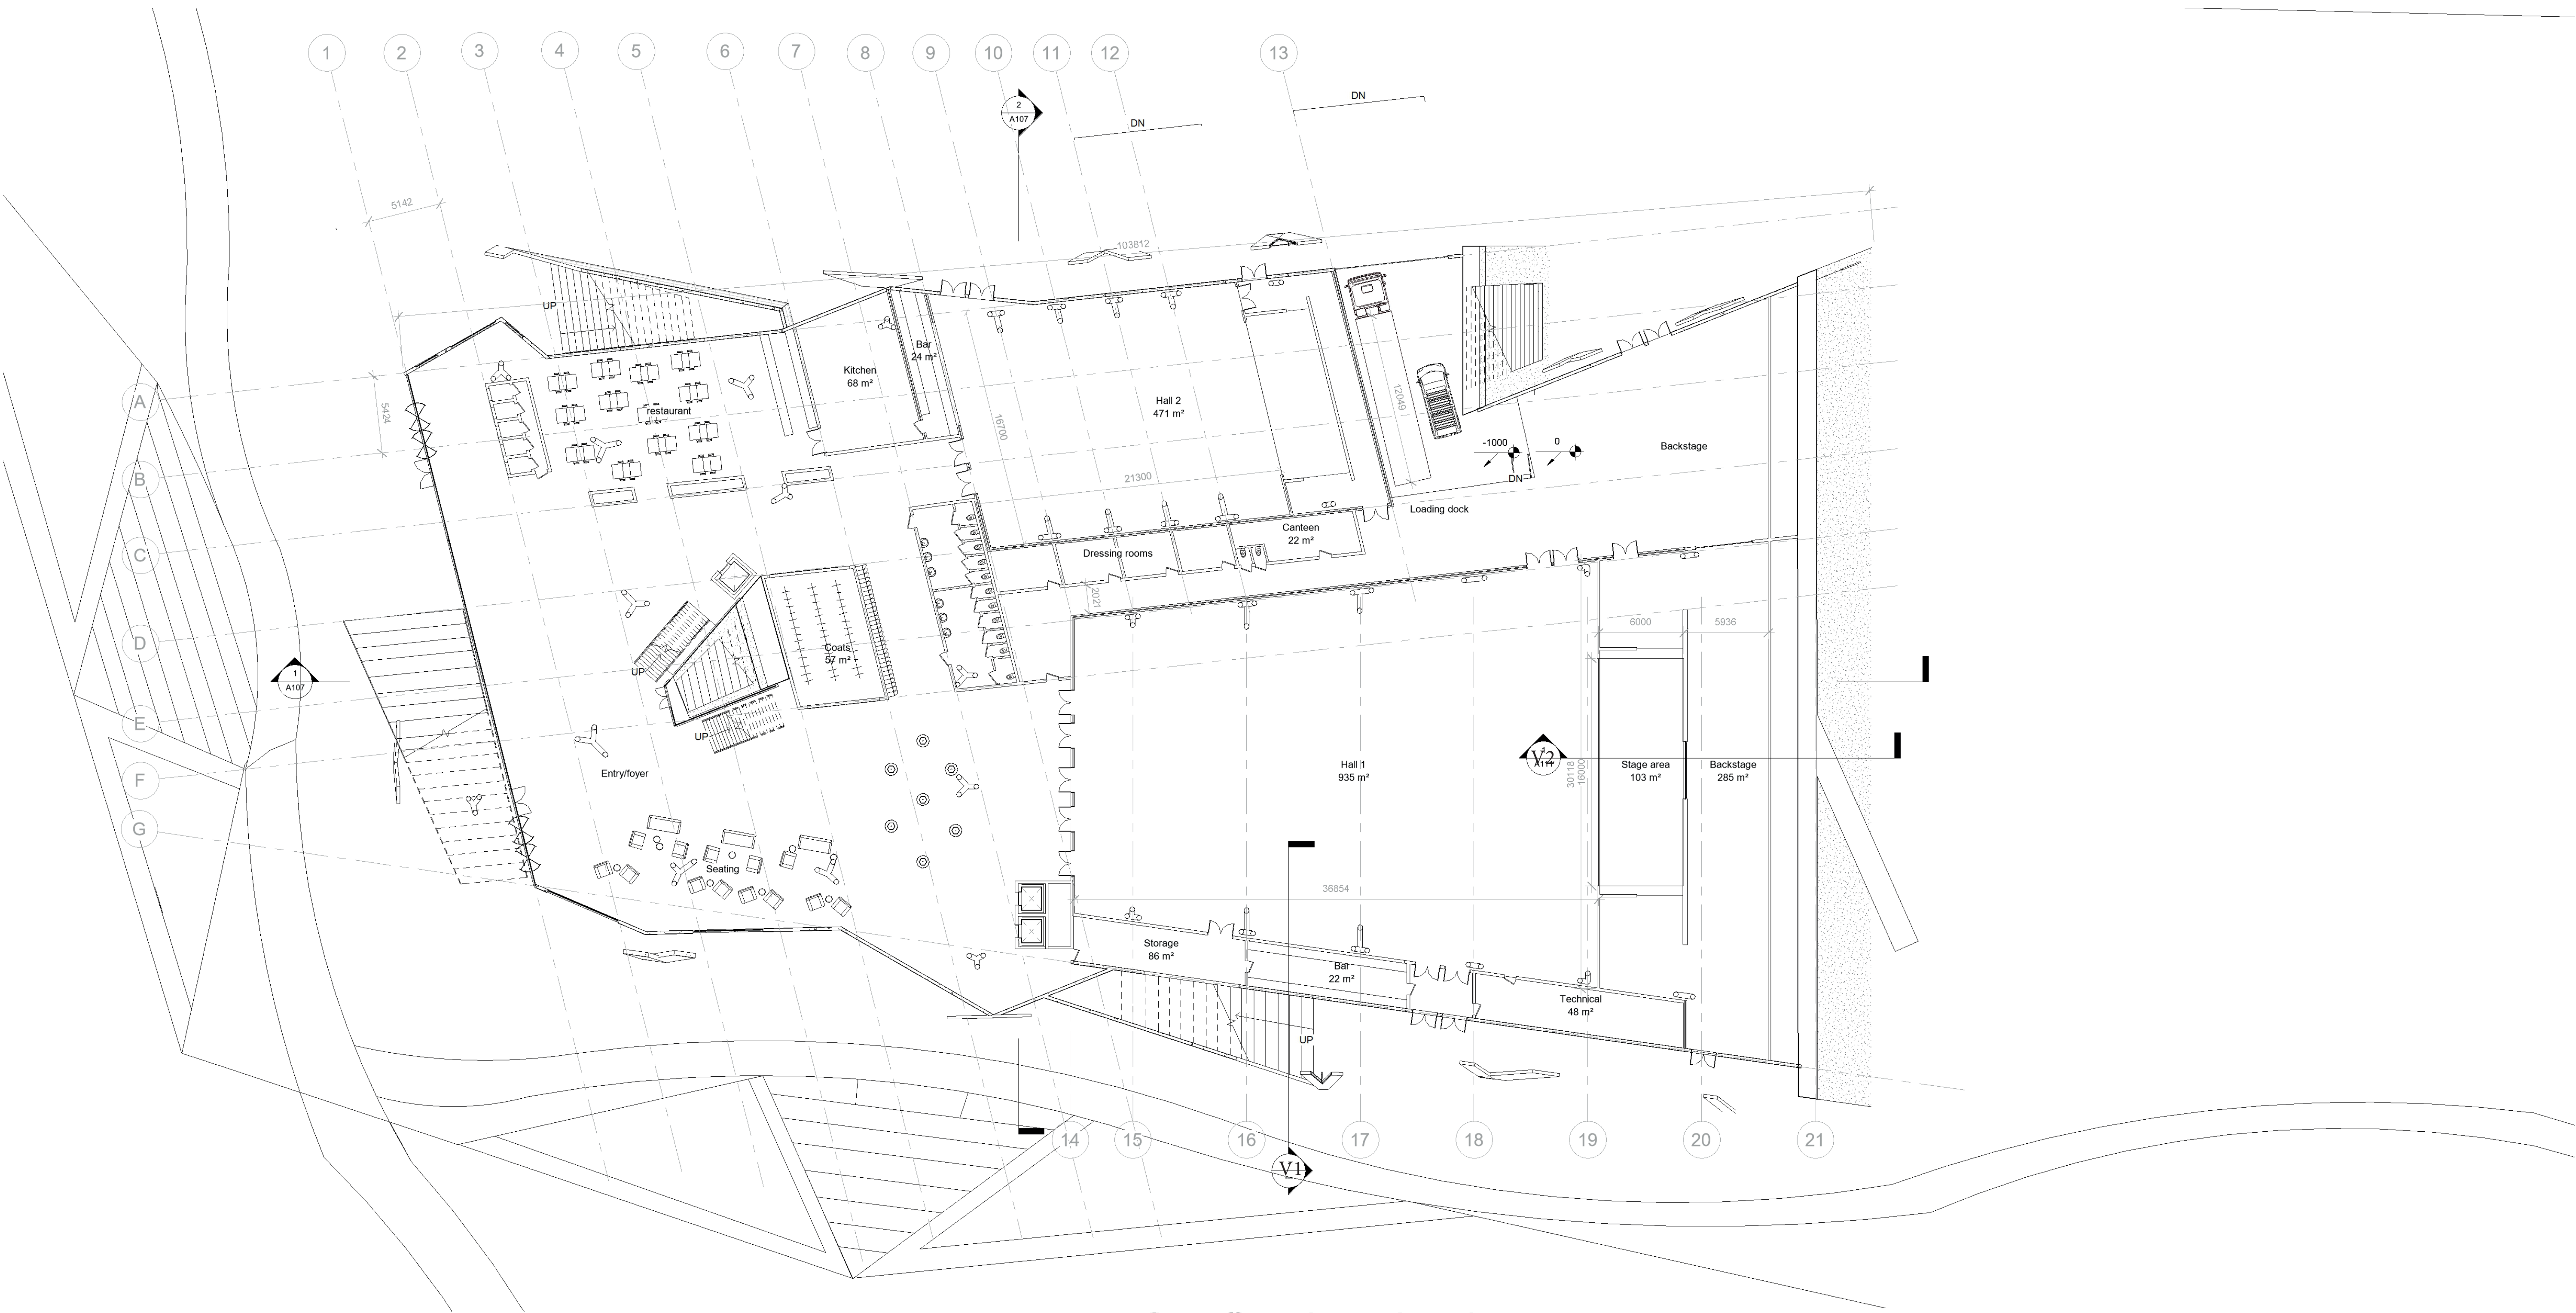 1 2 3 4 5 6 7 8 9 10 11 12 13
DN
2
A107
DN
5142
103812
UP
Bar
24 m²
Kitchen
68 m²
Hall 2
471 m²
A
5424
restaurant
12049
16700
-1000
0
Backstage
DN
B
21300
Loading dock
Canteen
22 m²
Dressing rooms
C
2021
6000
5936
D
Coats
57 m²
UP
1
A107
E
UP
F
Entry/foyer
Hall 1
935 m²
V2
30118
16000
Stage area
103 m²
Backstage
285 m²
G
Seating
36854
Storage
86 m²
Bar
22 m²
Technical
48 m²
UP
14 15 16 17 18 19 20 21
V1